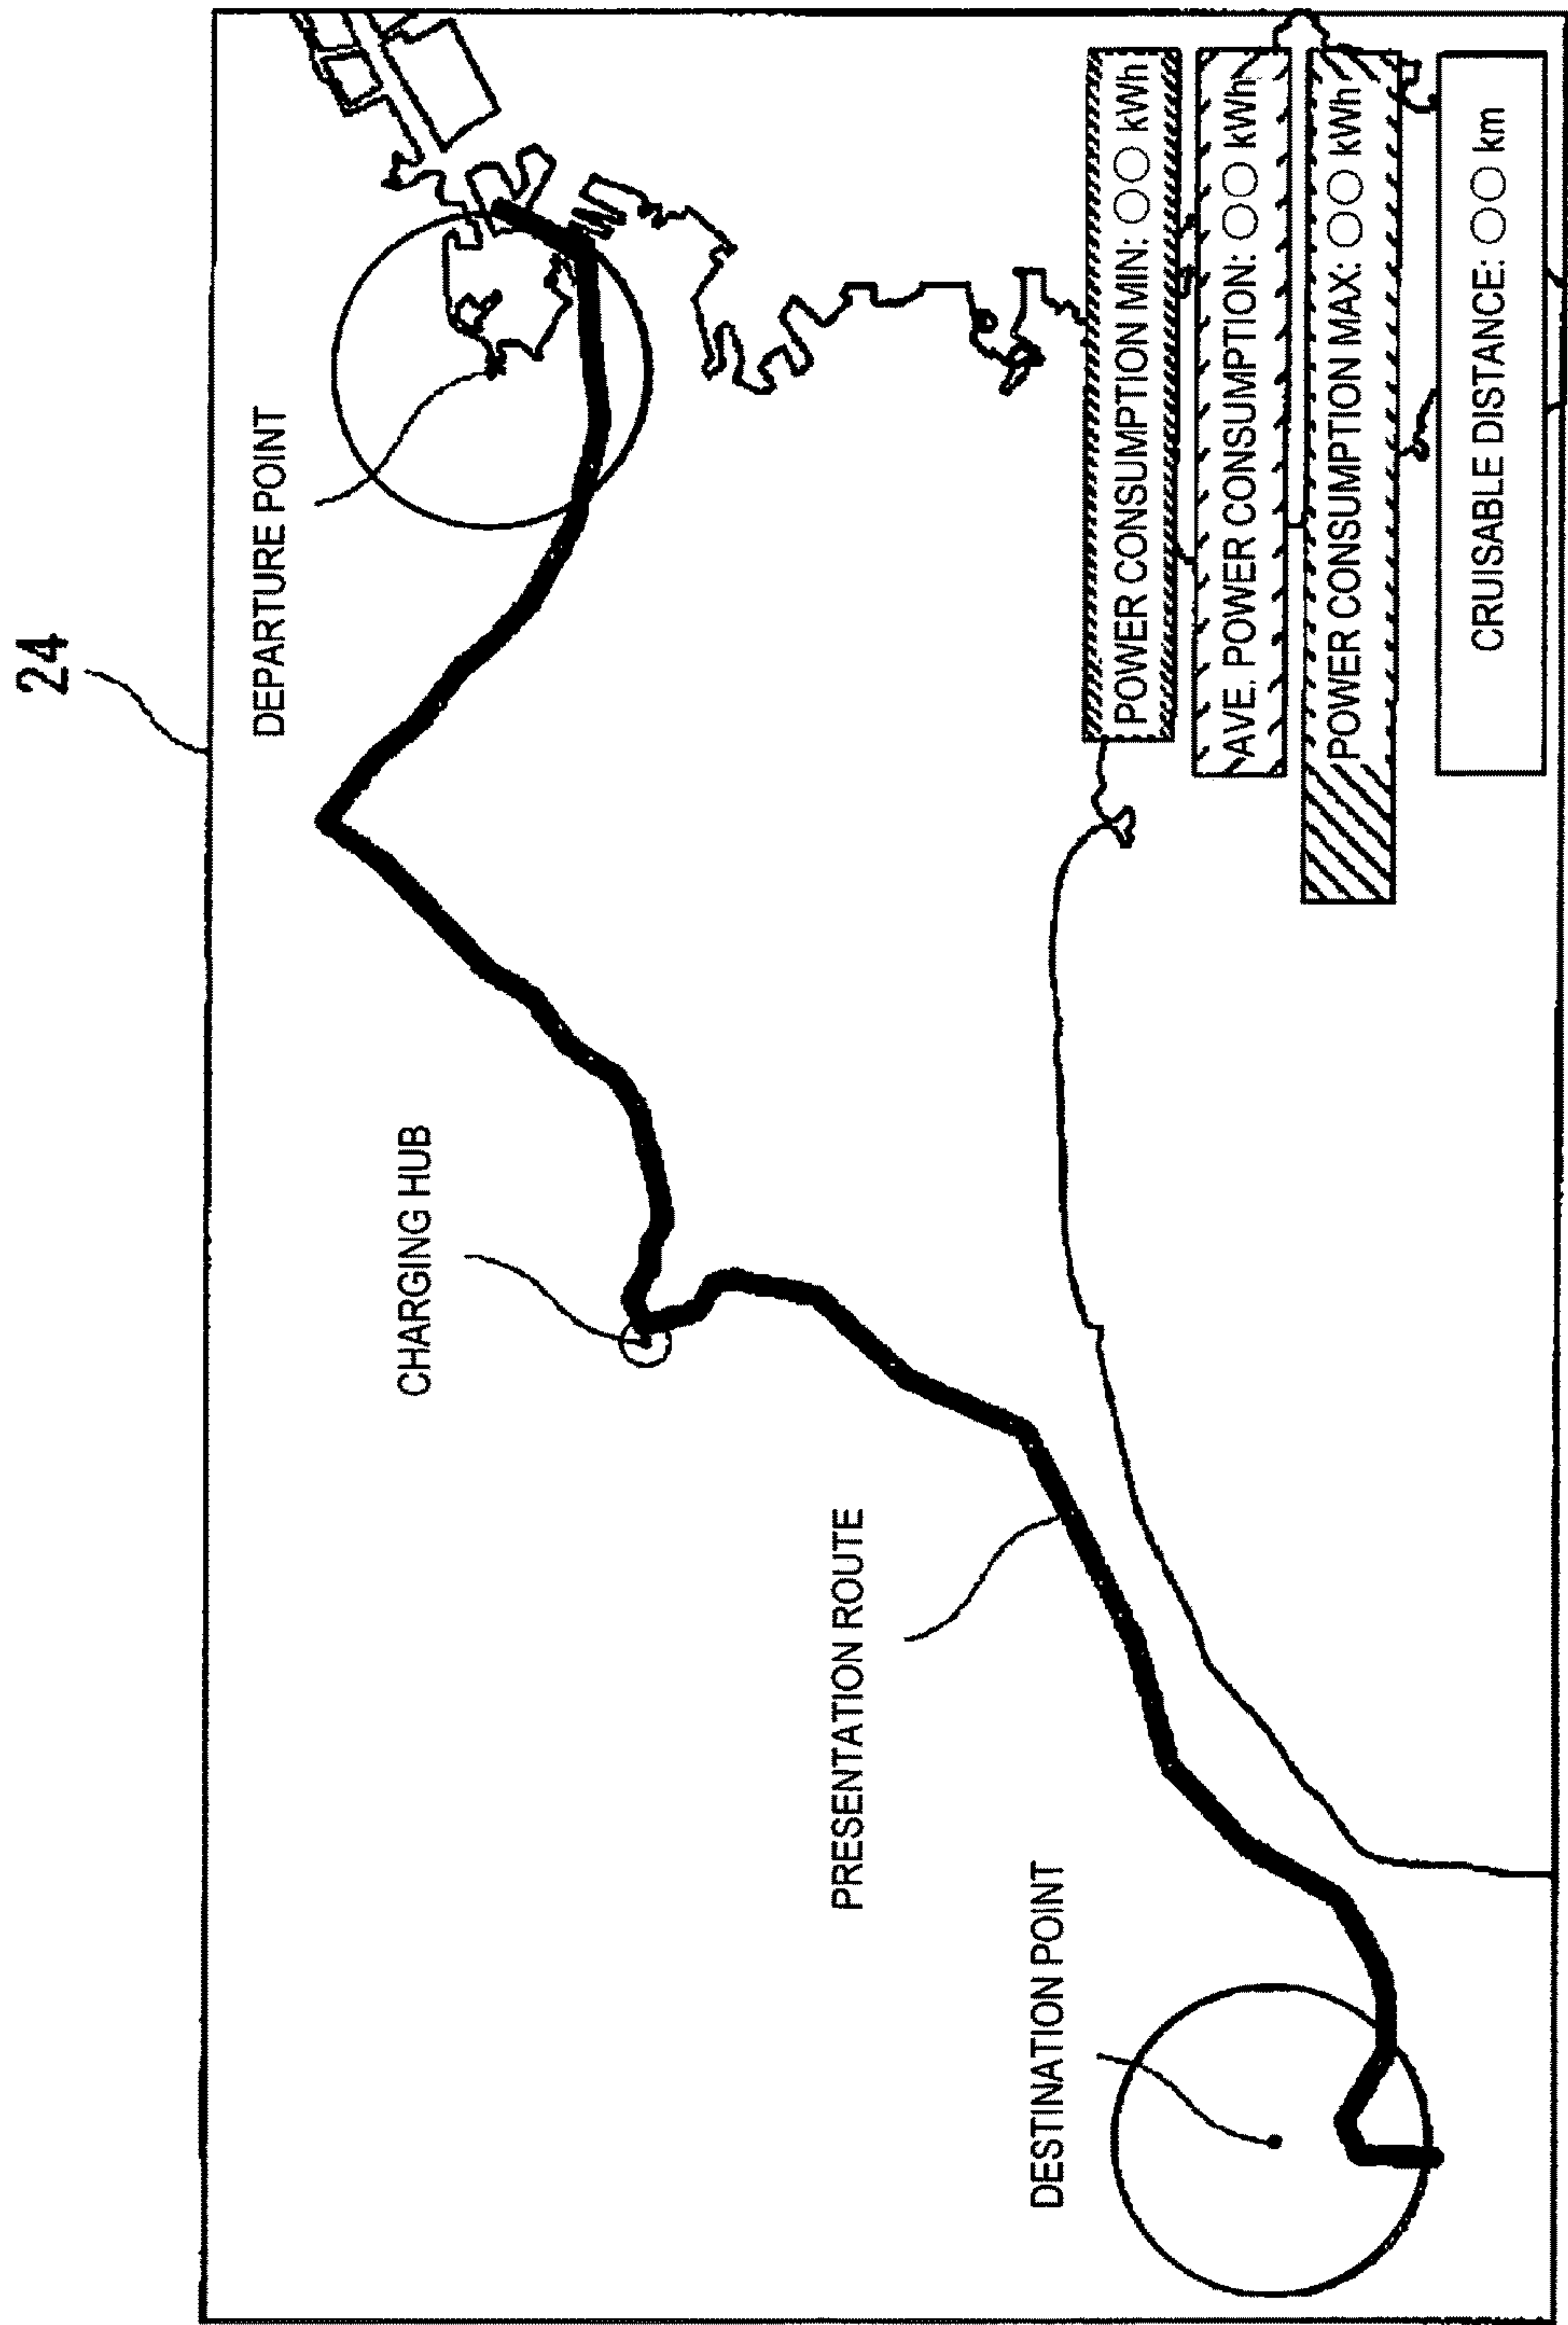 24
DEPARTURE POINT
CHARGING HUB
PRESENTATION ROUTE
DESTINATION POINT
POWER CONSUMPTION MIN: ○○ kWh
AVE. POWER CONSUMPTION: ○○ kWh
POWER CONSUMPTION MAX: ○○ kWh
CRUISABLE DISTANCE: ○○ km